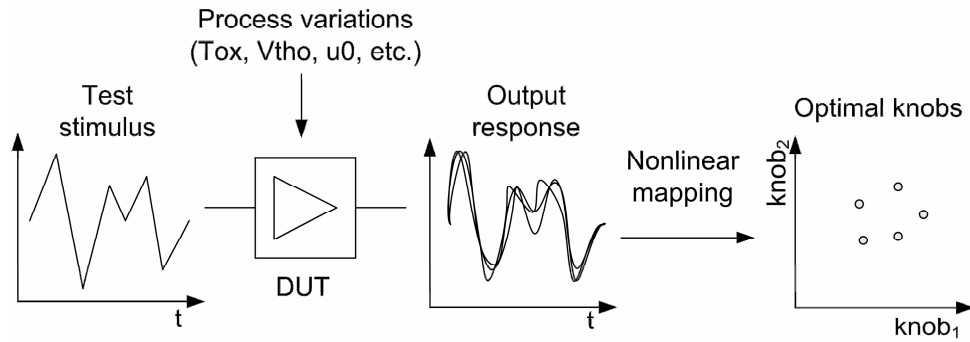 Process variations
(Tox, Vtho, u0, etc.)
Test
stimulus
t
DUT
Output
response
t
Nonlinear
mapping
Optimal knobs
knob₂
knob₁